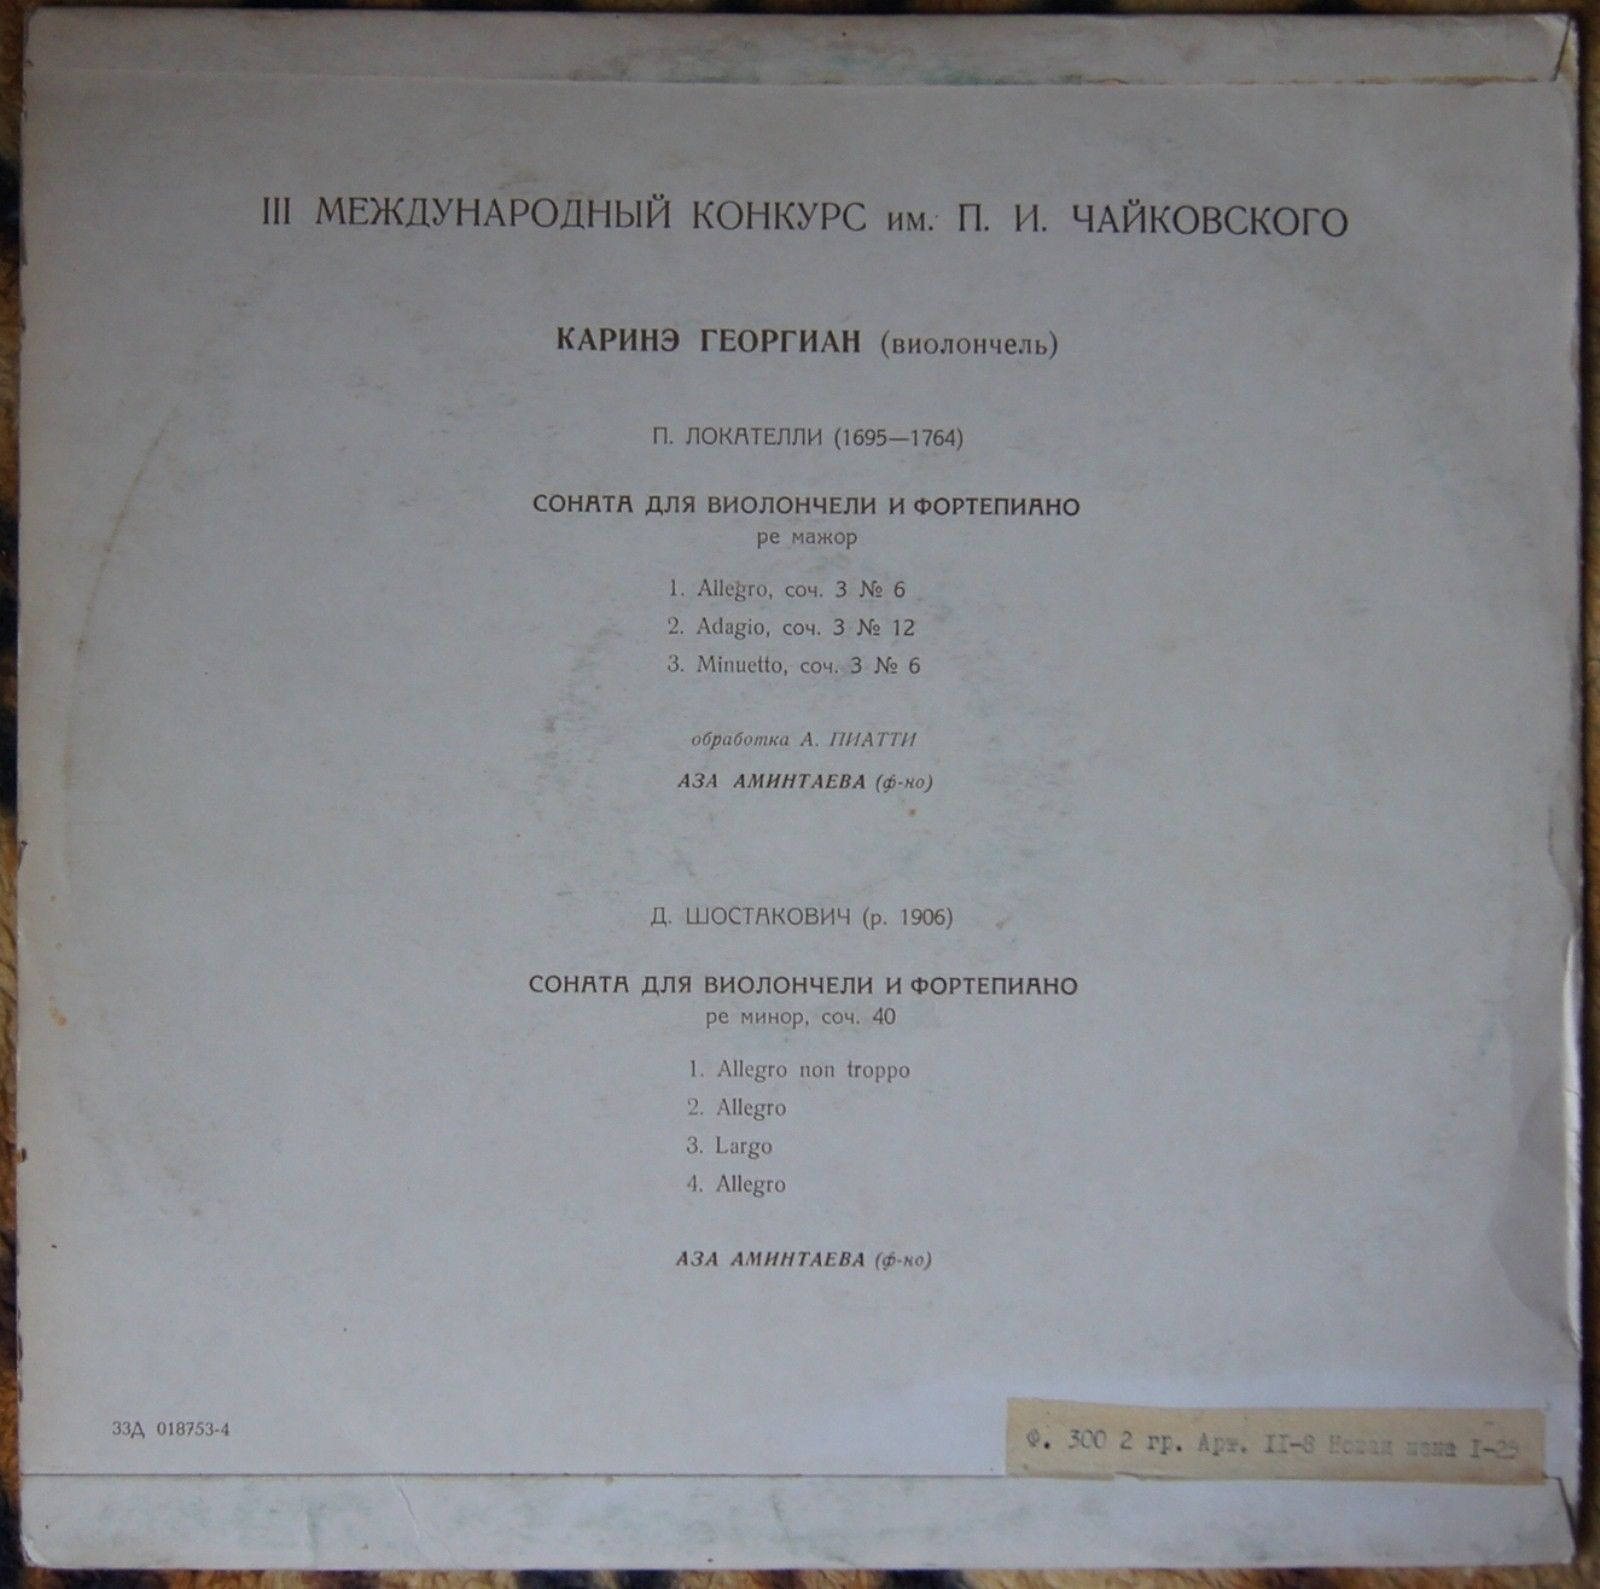 III МЕЖДУНАРОДНЫЙ КОНКУРС им. П. И. ЧАЙКОВСКОГО
КАРИНЭ ГЕОРГИАН (виолончель)
П. ЛОКАТЕЛЛИ (1695—1764)
СОНАТА ДЛЯ ВИОЛОНЧЕЛИ И ФОРТЕПИАНО
ре мажор
1. Allegro, соч. 3 № 6
2. Adagio, соч. 3 № 12
3. Minuetto, соч. 3 № 6
обработка А. ПИАТТИ
АЗА АМИНТАЕВА (ф-но)
Д. ШОСТАКОВИЧ (р. 1906)
СОНАТА ДЛЯ ВИОЛОНЧЕЛИ И ФОРТЕПИАНО
ре минор, соч. 40
1. Allegro non troppo
2. Allegro
3. Largo
4. Allegro
АЗА АМИНТАЕВА (ф-но)
33Д 018753-4
Ф. 300 2 гр. Арт. II-8 Новая цена I-25